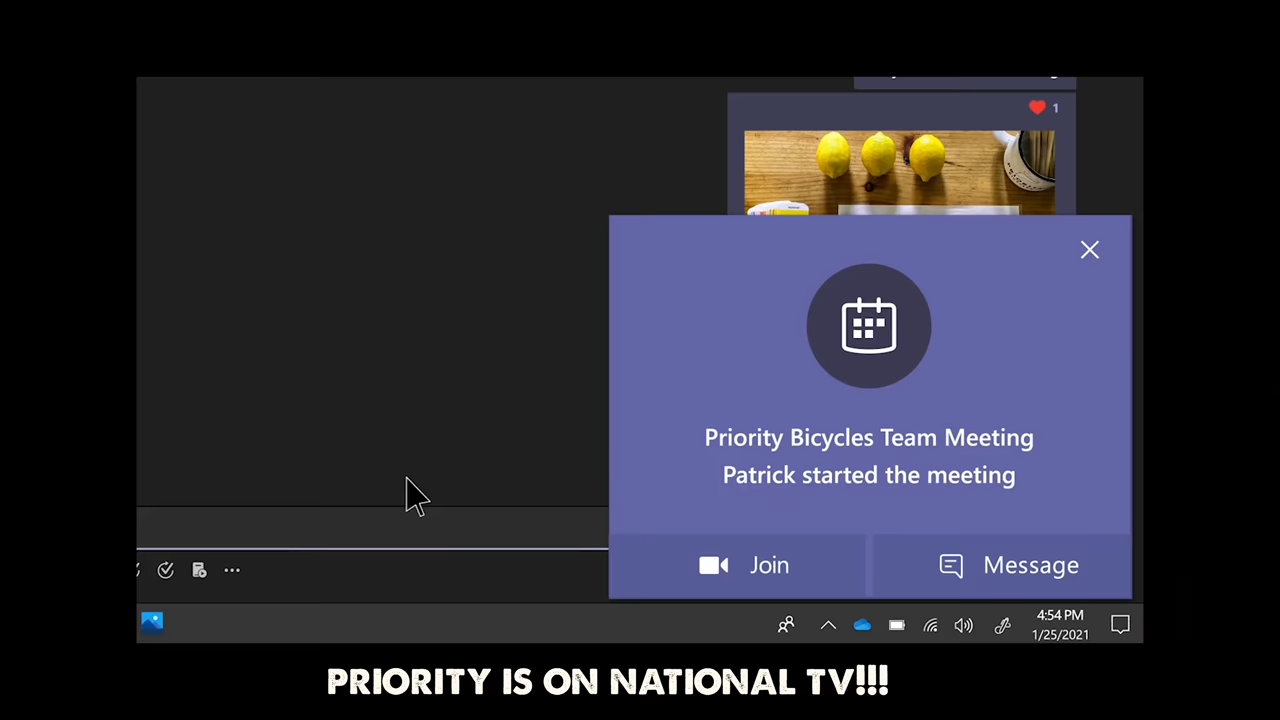 1
Priority Bicycles Team Meeting
Patrick started the meeting
Join
Message
4:54 PM
1/25/2021
PRIORITY IS ON NATIONAL TV!!!